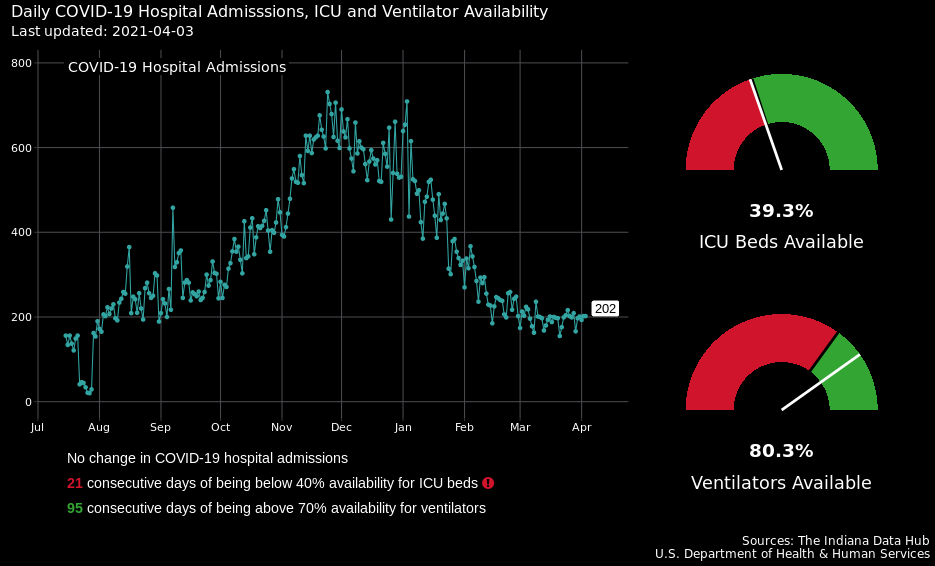 Daily COVID-19 Hospital Admisssions, ICU and Ventilator Availability
Last updated: 2021-04-03
COVID-19 Hospital Admissions
800
600
400
200
0
202
Jul Aug Sep Oct Nov Dec Jan Feb Mar Apr
No change in COVID-19 hospital admissions
21 consecutive days of being below 40% availability for ICU beds !
95 consecutive days of being above 70% availability for ventilators
39.3%
ICU Beds Available
80.3%
Ventilators Available
Sources: The Indiana Data Hub
U.S. Department of Health & Human Services